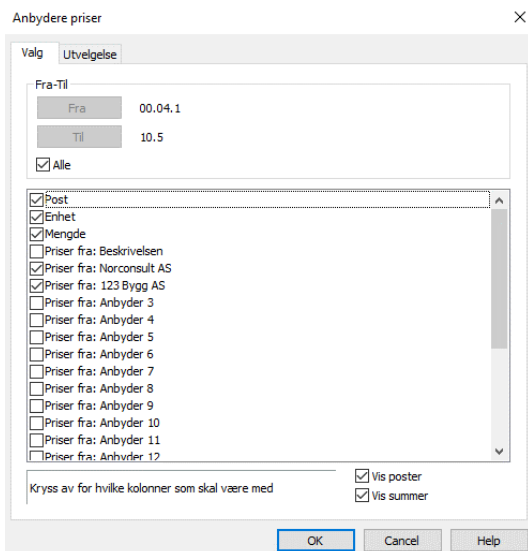 Anbydere priser
Valg Utvelgelse
Fra-Til
Fra 00.04.1
Til 10.5
Alle
Post
Enhet
Mengde
Priser fra: Beskrivelsen
Priser fra: Norconsult AS
Priser fra: 123 Bygg AS
Priser fra: Anbyder 3
Priser fra: Anbyder 4
Priser fra: Anbyder 5
Priser fra: Anbyder 6
Priser fra: Anbyder 7
Priser fra: Anbyder 8
Priser fra: Anbyder 9
Priser fra: Anbyder 10
Priser fra: Anbyder 11
Priser fra: Anbyder 12
Kryss av for hvilke kolonner som skal være med
Vis poster
Vis summer
OK Cancel Help